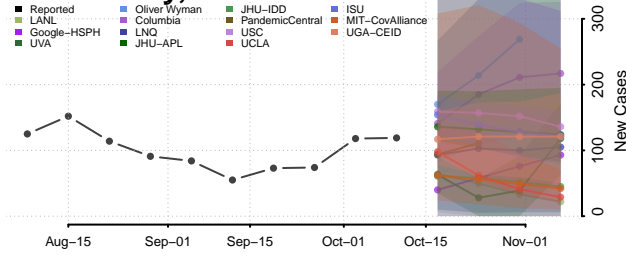 Reported Oliver Wyman JHU-IDD ISU
LANL Columbia PandemicCentral MIT-CovAlliance
Google-HSPH LNQ USC UGA-CEID
UVA JHU-APL UCLA
300
200
100
0
New Cases
Aug-15 Sep-01 Sep-15 Oct-01 Oct-15 Nov-01